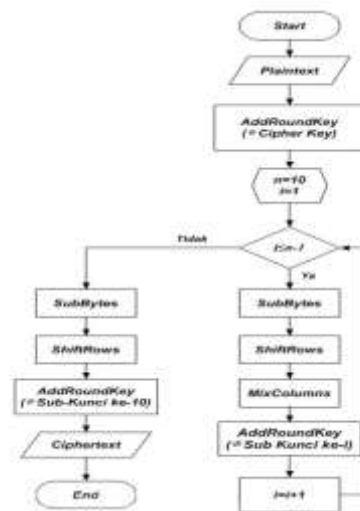 Start
Plaintext
AddRoundKey
(= Cipher Key)
n=10
i=1
i≤n-1
Tidak
Ya
SubBytes
ShiftRows
AddRoundKey
(= Sub-Kunci ke-10)
Ciphertext
End
SubBytes
ShiftRows
MixColumns
AddRoundKey
(= Sub Kunci ke-i)
i=i+1